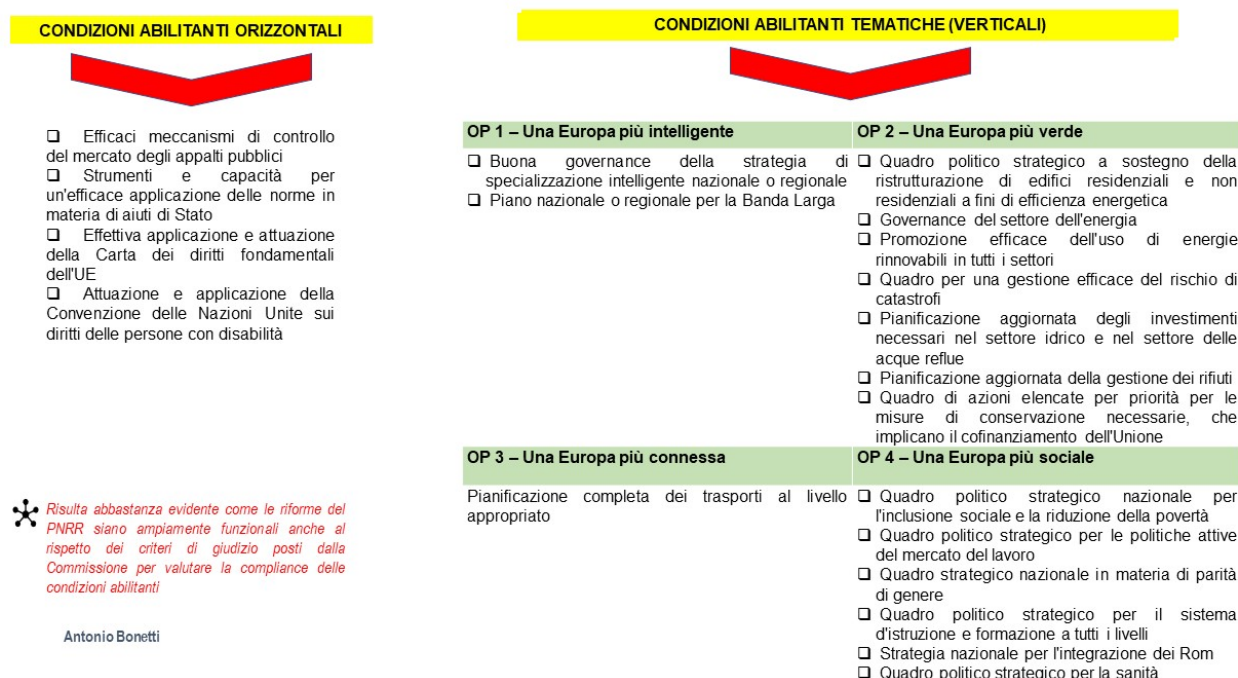 CONDIZIONI ABILITANTI ORIZZONTALI
❑ Efficaci meccanismi di controllo
del mercato degli appalti pubblici
❑ Strumenti e capacità per
un'efficace applicazione delle norme in
materia di aiuti di Stato
❑ Effettiva applicazione e attuazione
della Carta dei diritti fondamentali
dell'UE
❑ Attuazione e applicazione della
Convenzione delle Nazioni Unite sui
diritti delle persone con disabilità
Risulta abbastanza evidente come le riforme del
PNRR siano ampiamente funzionali anche al
rispetto dei criteri di giudizio posti dalla
Commissione per valutare la compliance delle
condizioni abilitanti
Antonio Bonetti
CONDIZIONI ABILITANTI TEMATICHE (VERTICALI)
OP 1 – Una Europa più intelligente
❑ Buona governance della strategia di
specializzazione intelligente nazionale o regionale
❑ Piano nazionale o regionale per la Banda Larga
OP 2 – Una Europa più verde
❑ Quadro politico strategico a sostegno della
ristrutturazione di edifici residenziali e non
residenziali a fini di efficienza energetica
❑ Governance del settore dell'energia
❑ Promozione efficace dell'uso di energie
rinnovabili in tutti i settori
❑ Quadro per una gestione efficace del rischio di
catastrofi
❑ Pianificazione aggiornata degli investimenti
necessari nel settore idrico e nel settore delle
acque reflue
❑ Pianificazione aggiornata della gestione dei rifiuti
❑ Quadro di azioni elencate per priorità per le
misure di conservazione necessarie, che
implicano il cofinanziamento dell'Unione
OP 3 – Una Europa più connessa
Pianificazione completa dei trasporti al livello
appropriato
OP 4 – Una Europa più sociale
❑ Quadro politico strategico nazionale per
l'inclusione sociale e la riduzione della povertà
❑ Quadro politico strategico per le politiche attive
del mercato del lavoro
❑ Quadro strategico nazionale in materia di parità
di genere
❑ Quadro politico strategico per il sistema
d'istruzione e formazione a tutti i livelli
❑ Strategia nazionale per l'integrazione dei Rom
❑ Quadro politico strategico per la sanità